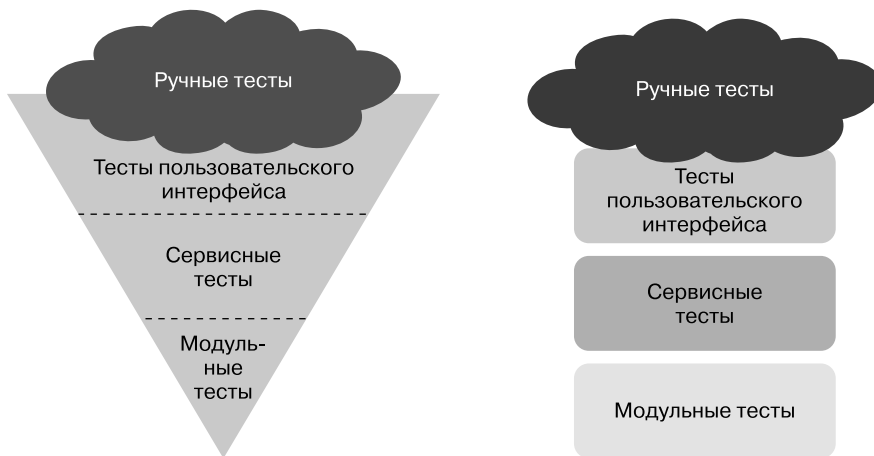 Ручные тесты
Тесты пользовательского
интерфейса
Сервисные
тесты
Модуль-
ные
тесты
Ручные тесты
Тесты
пользовательского
интерфейса
Сервисные
тесты
Модульные тесты